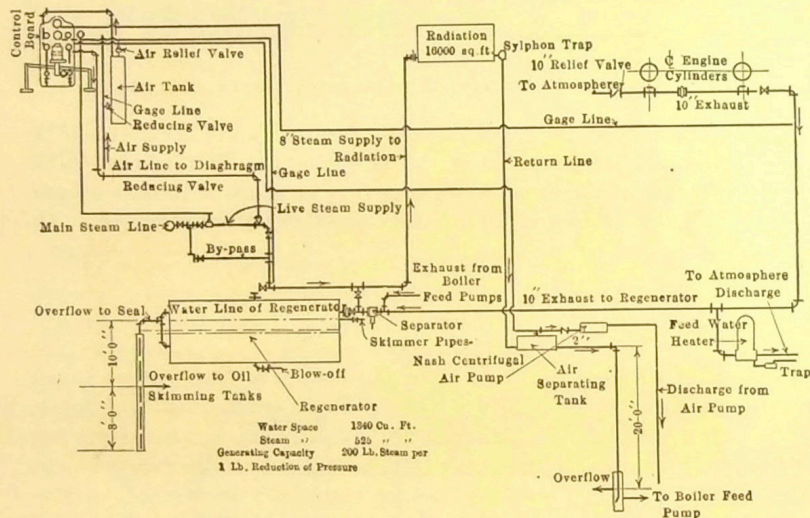 Control
Board
Air Relief Valve
Air Tank
Gage Line
Reducing Valve
Air Supply
Air Line to Diaghragm
Reducing Valve
Radiation
16000 sq. ft.
Sylphon Trap
10" Relief Valve
To Atmosphere
℄ Engine
Cylinders
10" Exhaust
Gage Line
8" Steam Supply to
Radiation
Gage Line
Return Line
Main Steam Line
Live Steam Supply
By-pass
Exhaust from
Boiler
Feed Pumps
10" Exhaust to Regenerator
To Atmosphere
Discharge
Overflow to Seal
Water Line of Regenerator
Separator
Skimmer Pipes
Feed Water
Heater
Trap
10'-0"
8'-0"
Overflow to Oil
Skimming Tanks
Blow-off
Regenerator
Nash Centrifugal
Air Pump
2"
Air
Separating
Tank
20'-0"
Discharge from
Air Pump
Water Space 1340 Cu. Ft.
Steam " 525 " "
Generating Capacity 200 Lb. Steam per
1 Lb. Reduction of Pressure
Overflow
To Boiler Feed
Pump